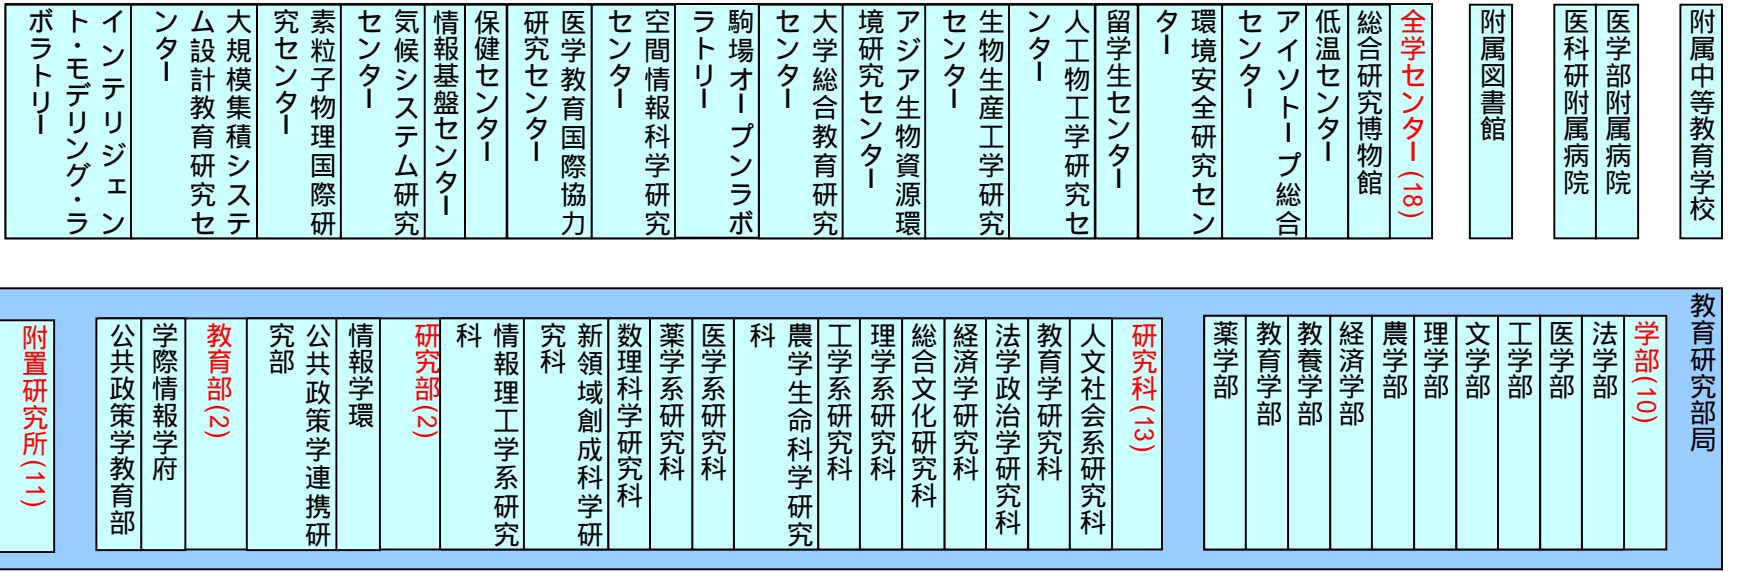 附属中等教育学校
医学部附属病院
医科研附属病院
附属図書館
全学センター(18)
総合研究博物館
低温センター
アイソトープ総合
センター
環境安全研究セン
ター
留学生センター
人工物工学研究セ
ンター
生物生産工学研究
センター
アジア生物資源環
境研究センター
大学総合教育研究
センター
駒場オープンラボ
ラトリー
空間情報科学研究
センター
医学教育国際協力
研究センター
保健センター
情報基盤センター
気候システム研究
センター
素粒子物理国際研
究センター
大規模集積システ
ム設計教育研究セ
ンター
インテリジェン
ト・モデリング・ラ
ボラトリー
教育研究部局
学部(10)
法学部
医学部
工学部
文学部
理学部
農学部
経済学部
教養学部
教育学部
薬学部
研究科(13)
人文社会系研究科
教育学研究科
法学政治学研究科
経済学研究科
総合文化研究科
理学系研究科
工学系研究科
農学生命科学研究
科
医学系研究科
薬学系研究科
数理科学研究科
新領域創成科学研
究科
情報理工学系研究
科
研究部(2)
情報学環
公共政策学連携研
究部
教育部(2)
学際情報学府
公共政策学教育部
附置研究所(11)